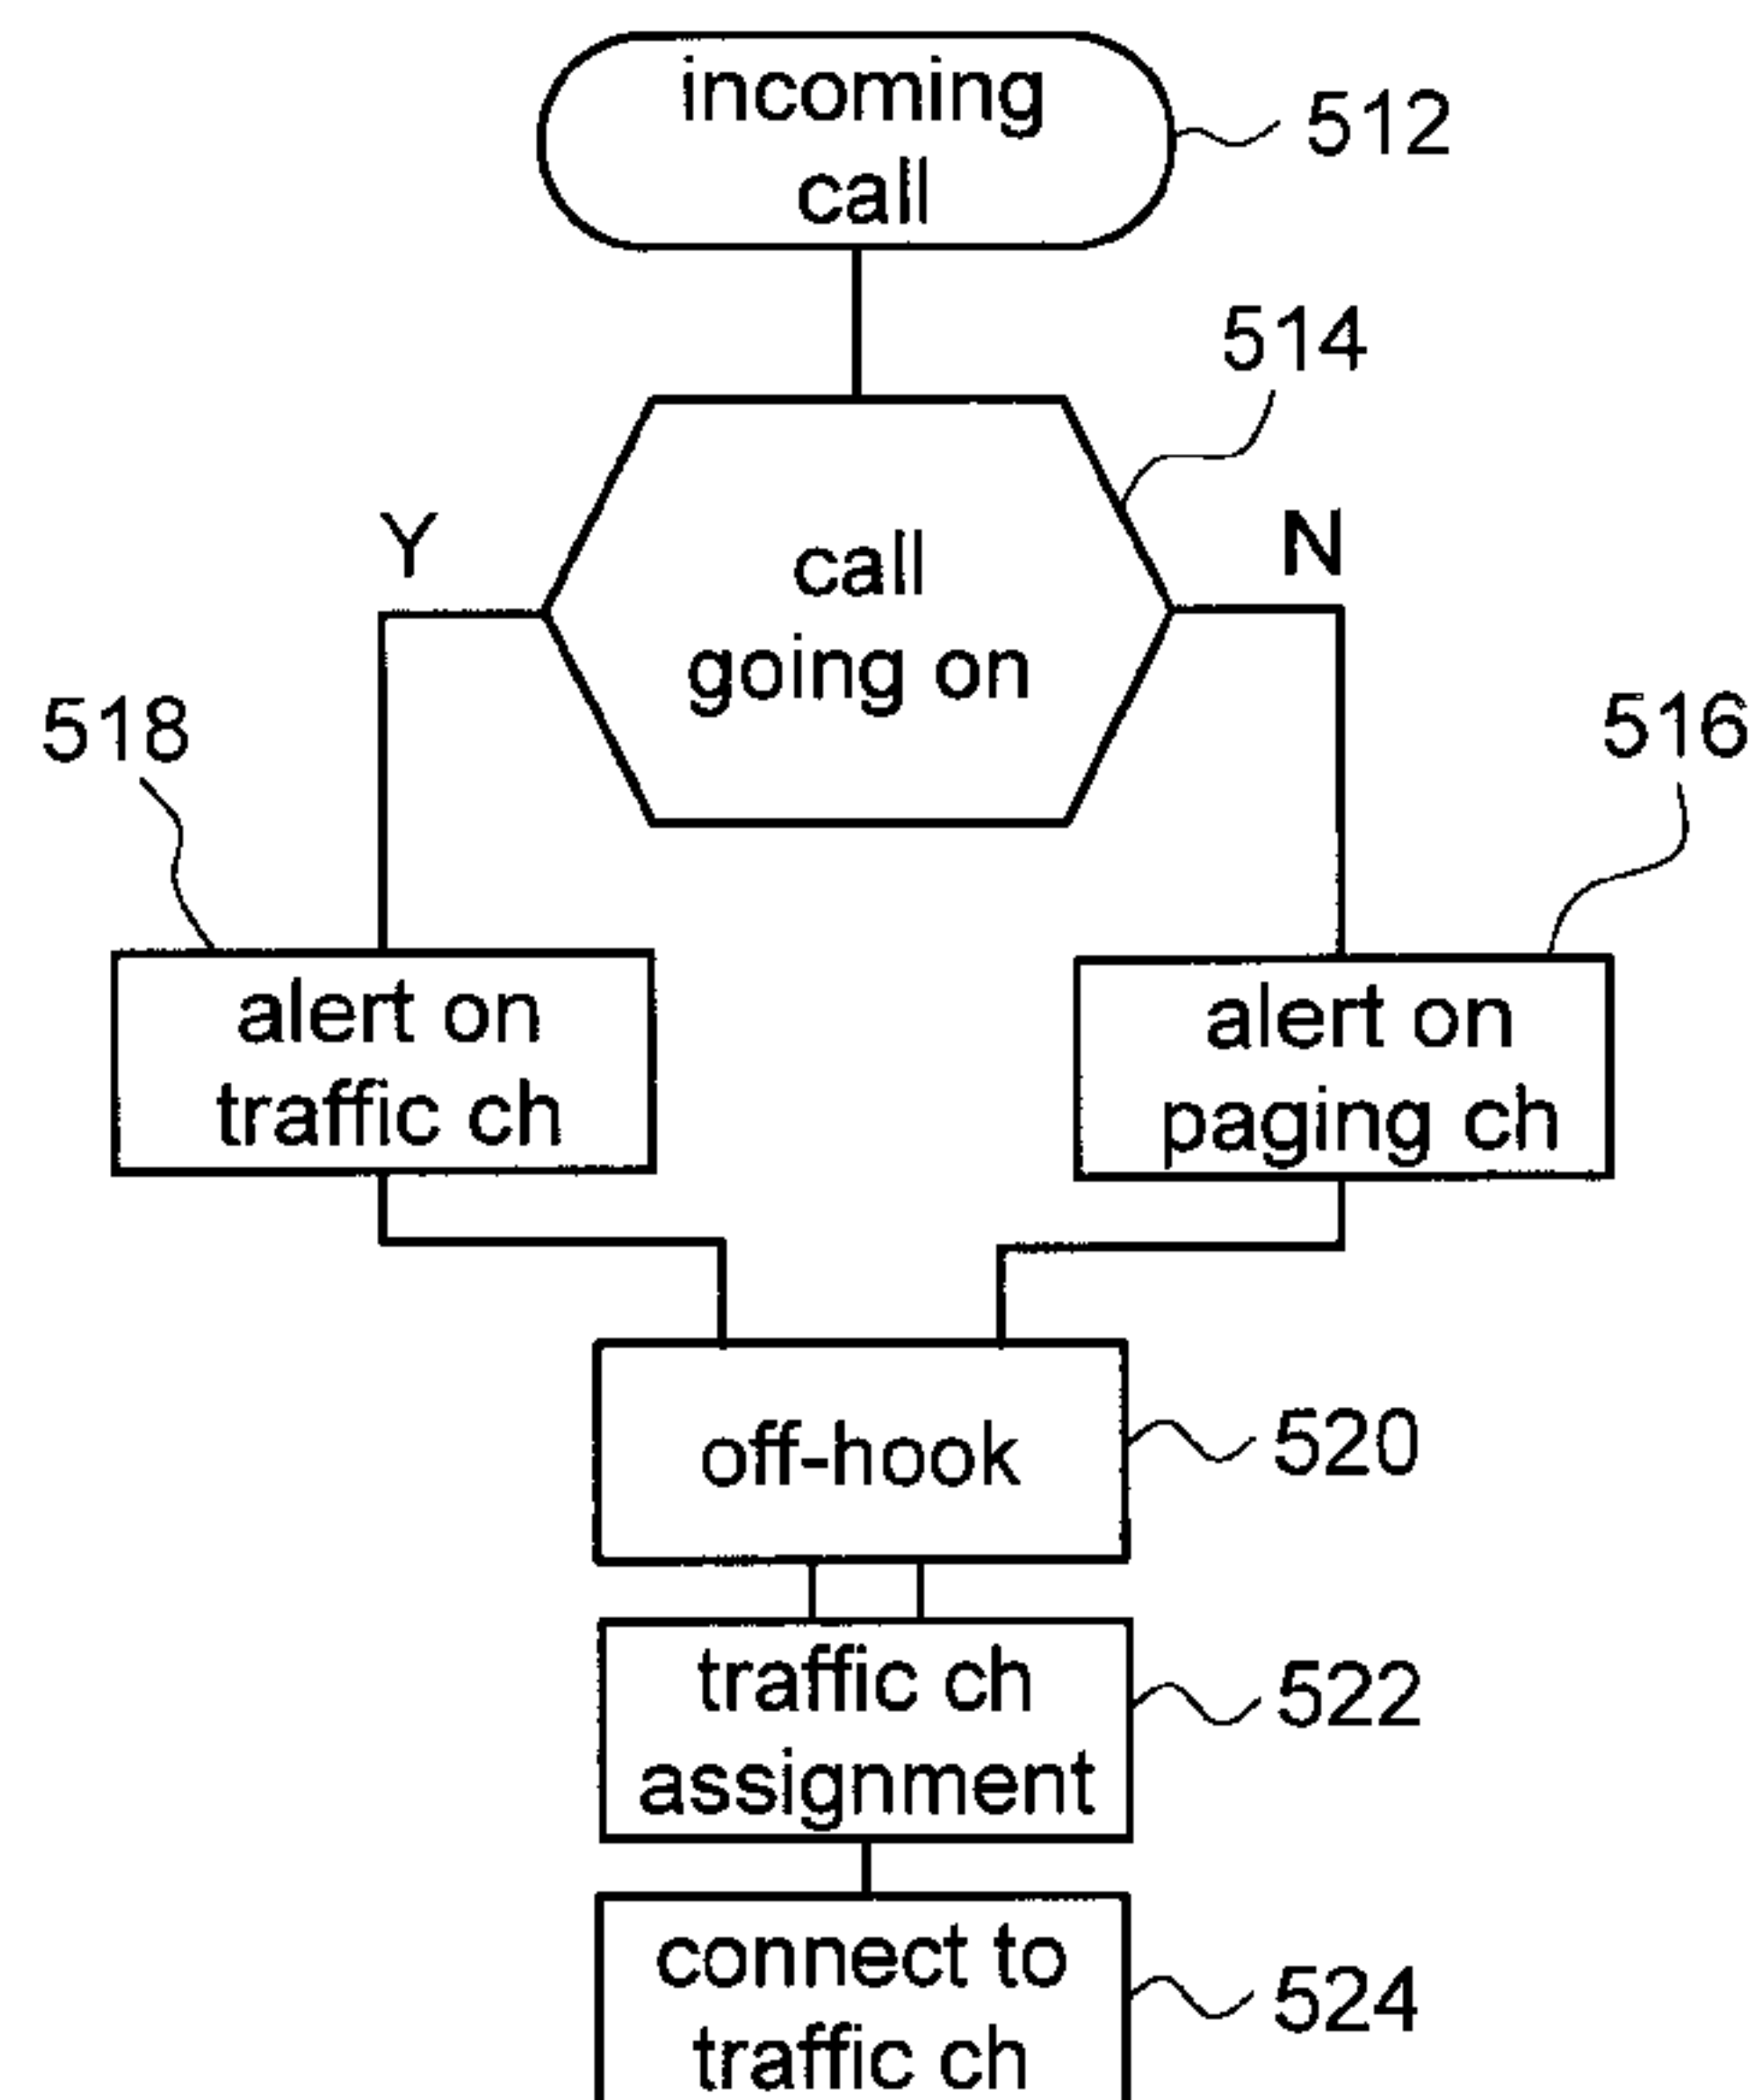 incoming
call
512
514
Y
N
call
going on
518
516
alert on
traffic ch
alert on
paging ch
off-hook
520
traffic ch
assignment
522
connect to
traffic ch
524